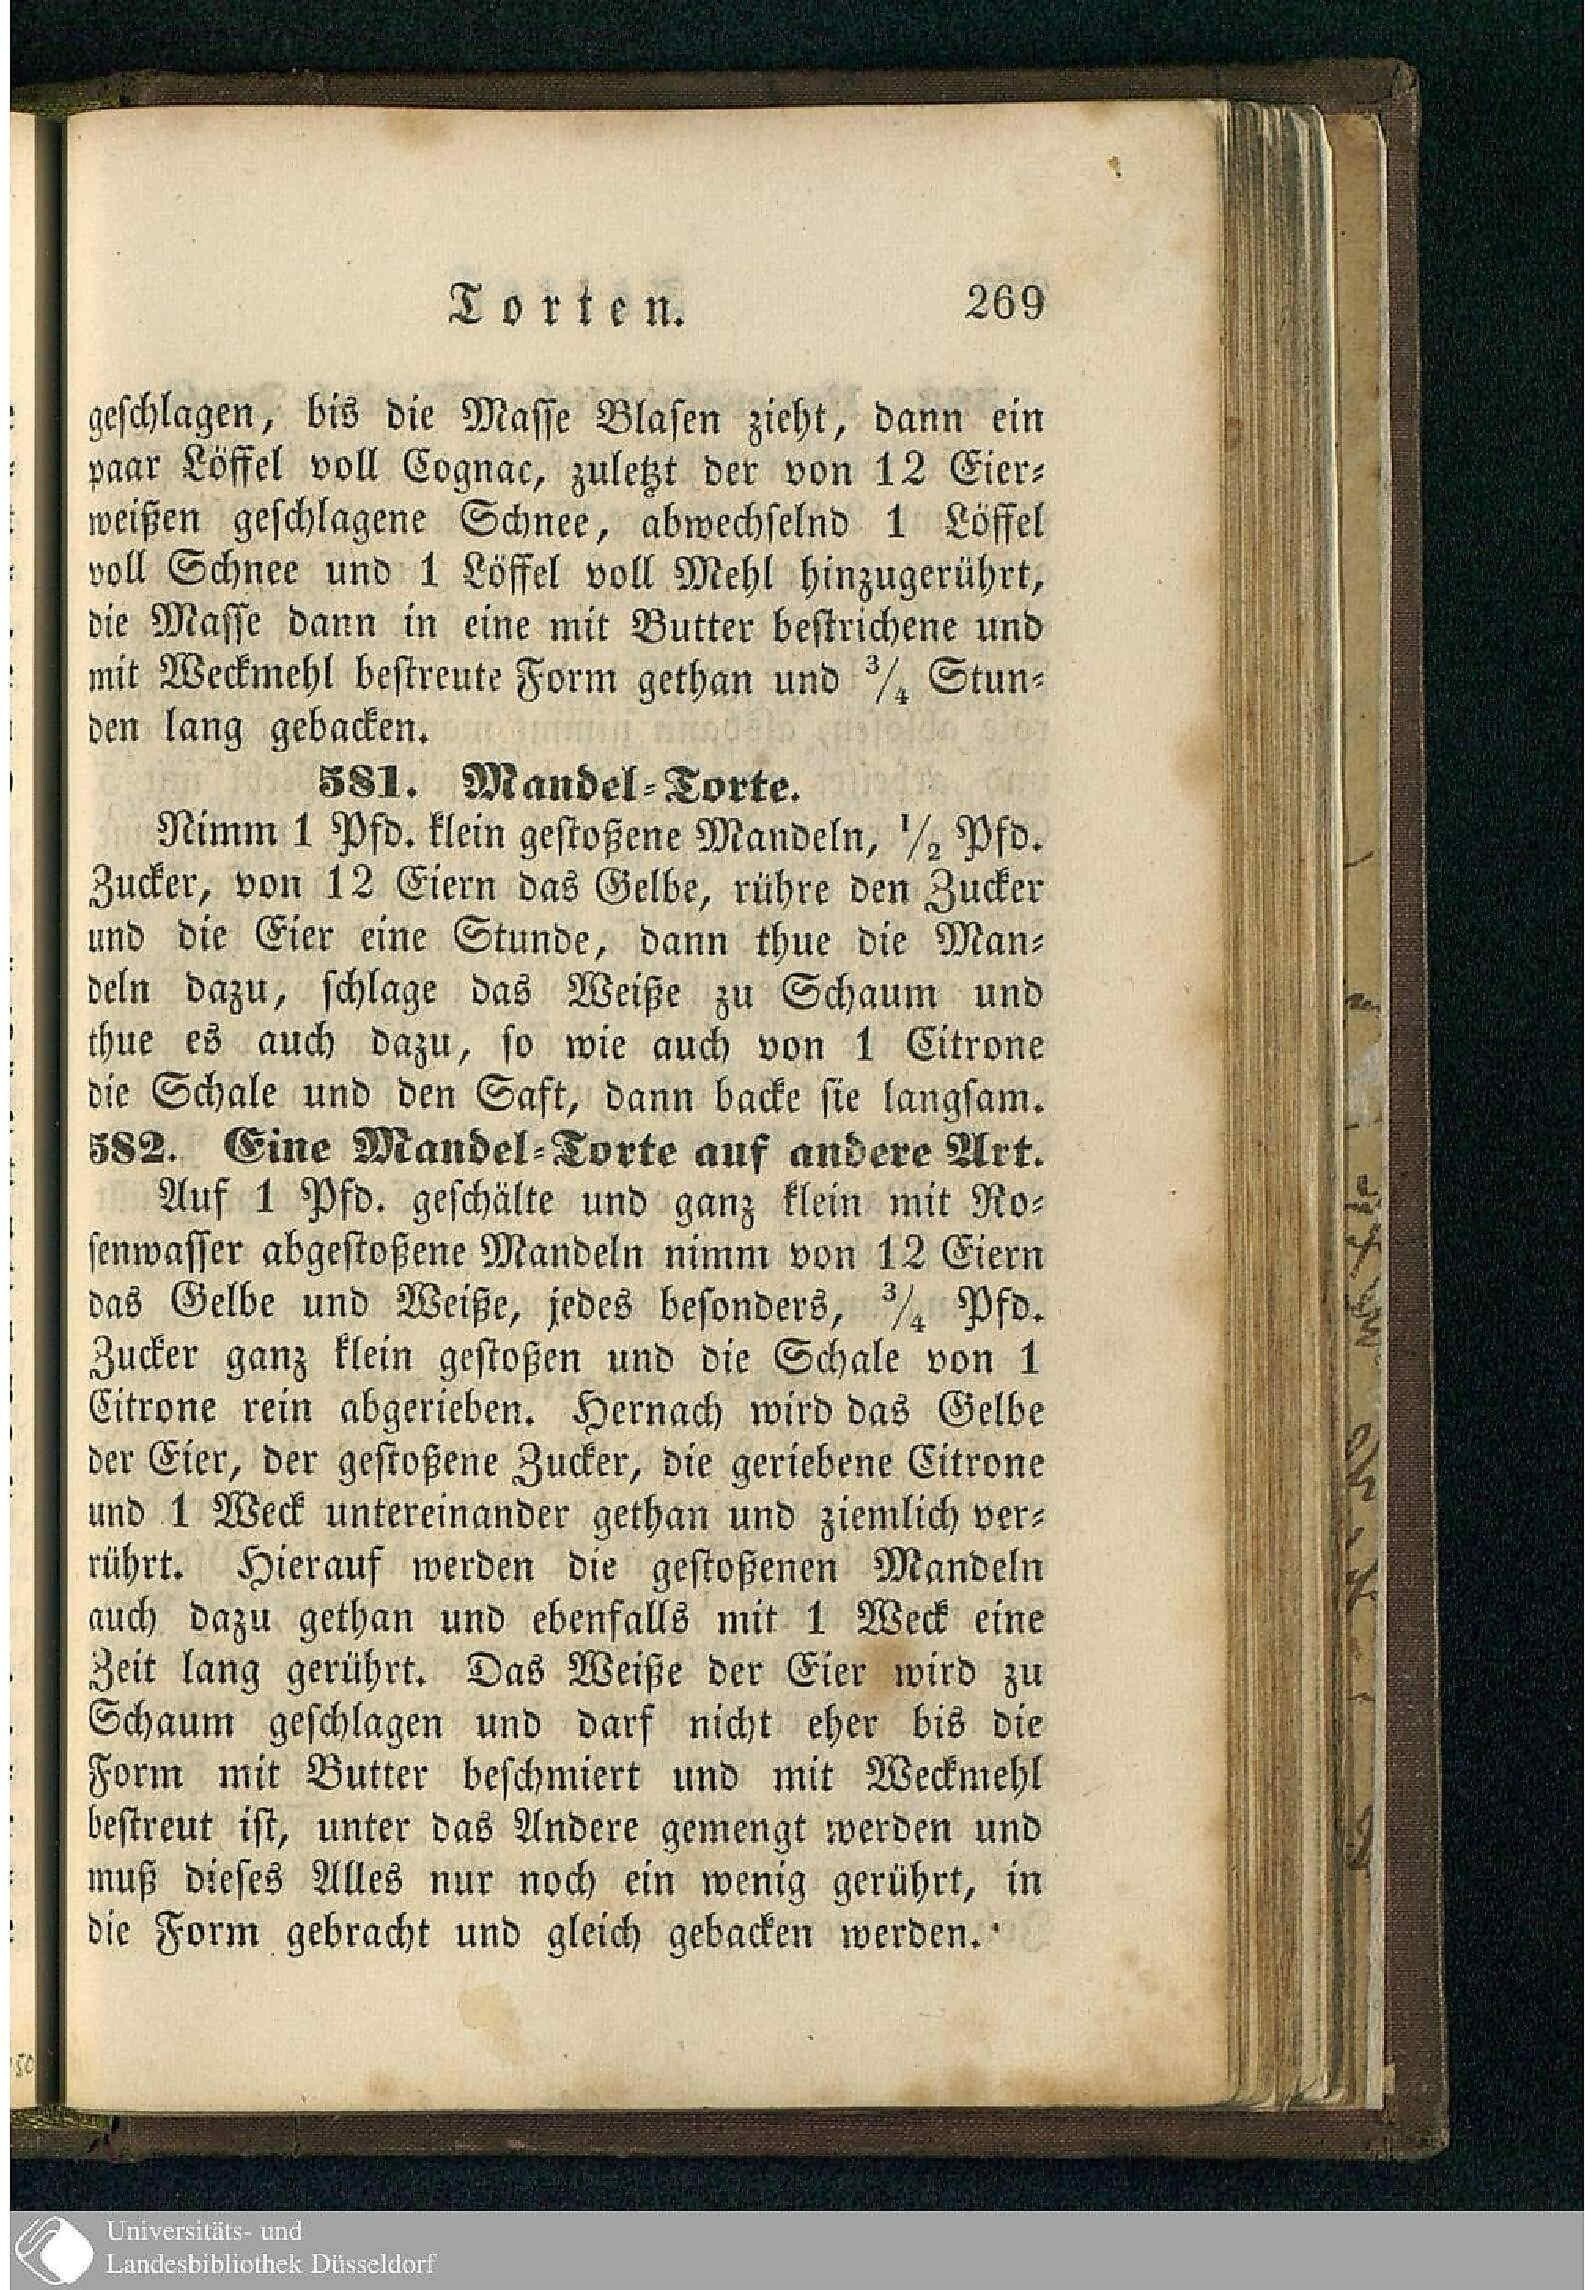 Torten. 269
geschlagen, bis die Masse Blasen zieht, dann ein
paar Löffel voll Cognac, zuletzt der von 12 Eier-
weißen geschlagene Schnee, abwechselnd 1 Löffel
voll Schnee und 1 Löffel voll Mehl hinzugerührt,
die Masse dann in eine mit Butter bestrichene und
mit Weckmehl bestreute Form gethan und 3/4 Stun-
den lang gebacken.
581. Mandel-Torte.
Nimm 1 Pfd. klein gestoßene Mandeln, 1/2 Pfd.
Zucker, von 12 Eiern das Gelbe, rühre den Zucker
und die Eier eine Stunde, dann thue die Man-
deln dazu, schlage das Weiße zu Schaum und
thue es auch dazu, so wie auch von 1 Citrone
die Schale und den Saft, dann backe sie langsam.
582. Eine Mandel-Torte auf andere Art.
Auf 1 Pfd. geschälte und ganz klein mit Ro-
senwasser abgestoßene Mandeln nimm von 12 Eiern
das Gelbe und Weiße, jedes besonders, 3/4 Pfd.
Zucker ganz klein gestoßen und die Schale von 1
Citrone rein abgerieben. Hernach wird das Gelbe
der Eier, der gestoßene Zucker, die geriebene Citrone
und 1 Weck untereinander gethan und ziemlich ver-
rührt. Hierauf werden die gestoßenen Mandeln
auch dazu gethan und ebenfalls mit 1 Weck eine
Zeit lang gerührt. Das Weiße der Eier wird zu
Schaum geschlagen und darf nicht eher bis die
Form mit Butter beschmiert und mit Weckmehl
bestreut ist, unter das Andere gemengt werden und
muß dieses Alles nur noch ein wenig gerührt, in
die Form gebracht und gleich gebacken werden.
Universitäts- und
Landesbibliothek Düsseldorf